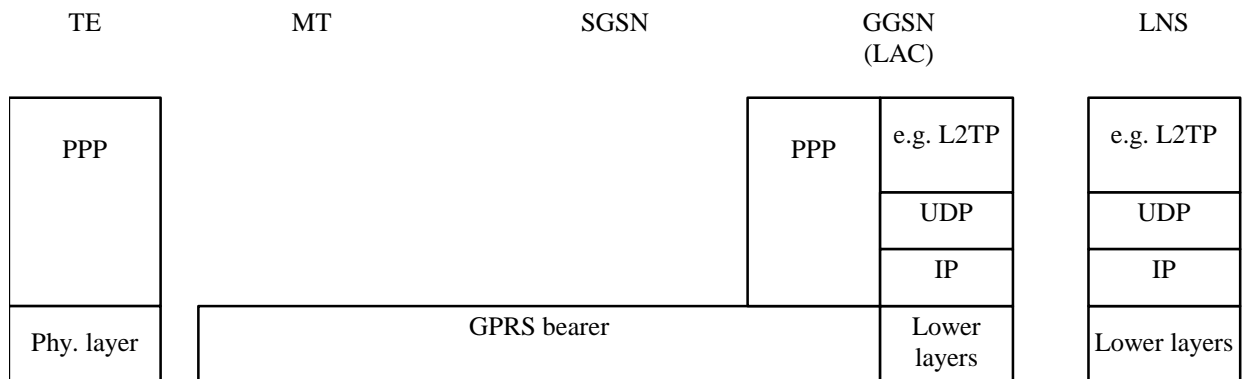 TE MT SGSN GGSN LNS
(LAC)
PPP PPP e.g. L2TP e.g. L2TP
UDP UDP
IP IP
Phy. layer GPRS bearer Lower layers Lower layers